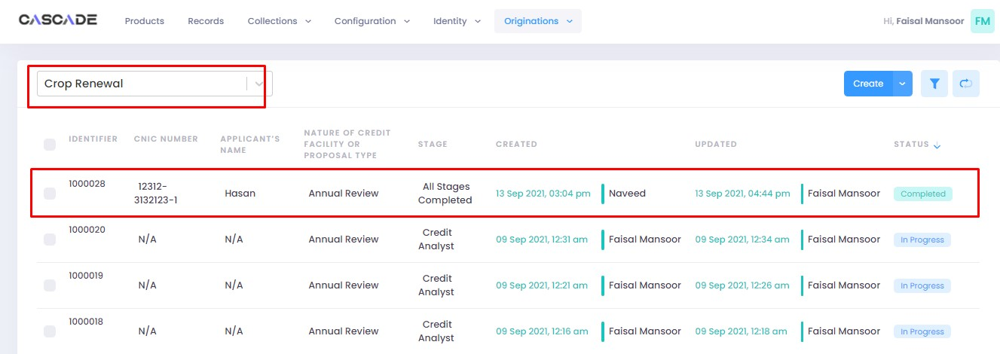 CASCADE Products Records Collections Configuration Identity Originations Hi, Faisal Mansoor FM
Crop Renewal Create
IDENTIFIER CNIC NUMBER APPLICANT'S NAME NATURE OF CREDIT FACILITY OR PROPOSAL TYPE STAGE CREATED UPDATED STATUS
1000028 12312-3132123-1 Hasan Annual Review All Stages Completed 13 Sep 2021, 03:04 pm Naveed 13 Sep 2021, 04:44 pm Faisal Mansoor Completed
1000020 N/A N/A Annual Review Credit Analyst 09 Sep 2021, 12:31 am Faisal Mansoor 09 Sep 2021, 12:34 am Faisal Mansoor In Progress
1000019 N/A N/A Annual Review Credit Analyst 09 Sep 2021, 12:21 am Faisal Mansoor 09 Sep 2021, 12:26 am Faisal Mansoor In Progress
1000018 N/A N/A Annual Review Credit Analyst 09 Sep 2021, 12:16 am Faisal Mansoor 09 Sep 2021, 12:18 am Faisal Mansoor In Progress